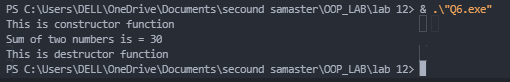 PS C:\Users\DELL\OneDrive\Documents\secound samaster\OOP_LAB\lab 12> & .\"Q6.exe"
This is constructor function
Sum of two numbers is = 30
This is destructor function
PS C:\Users\DELL\OneDrive\Documents\secound samaster\OOP_LAB\lab 12>